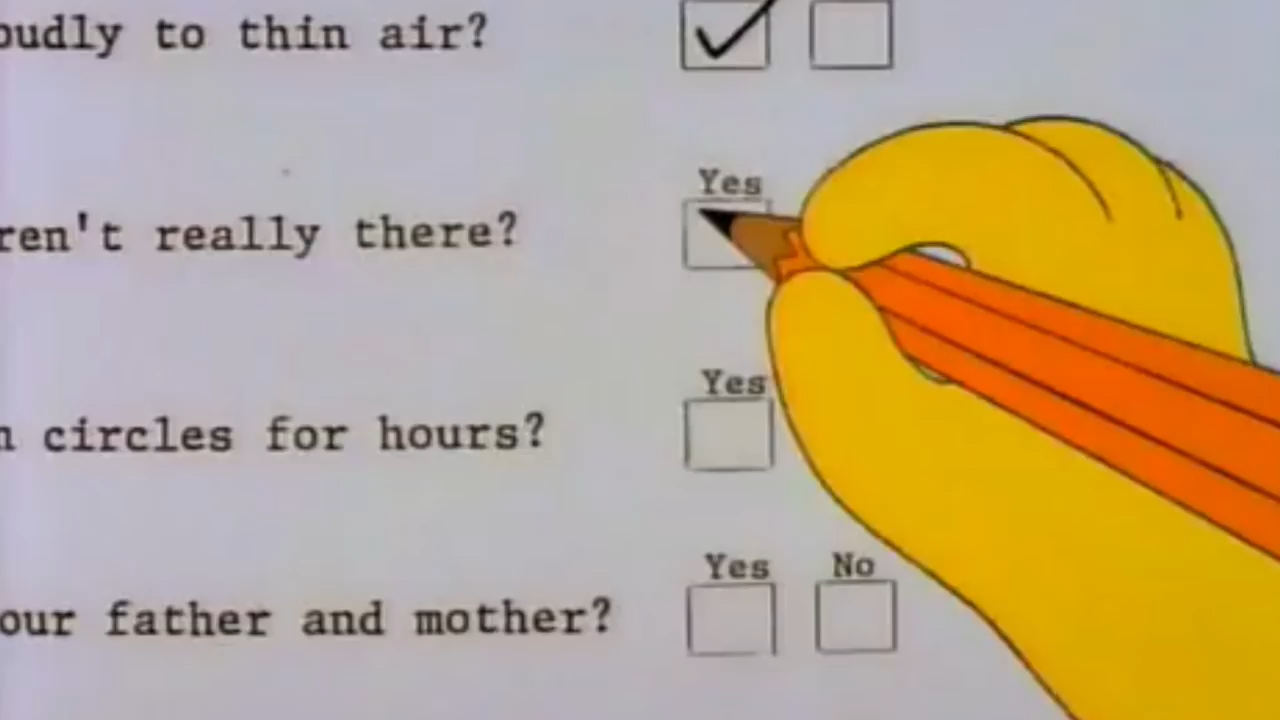 oudly to thin air?
Yes
ren't really there?
Yes
circles for hours?
Yes No
our father and mother?